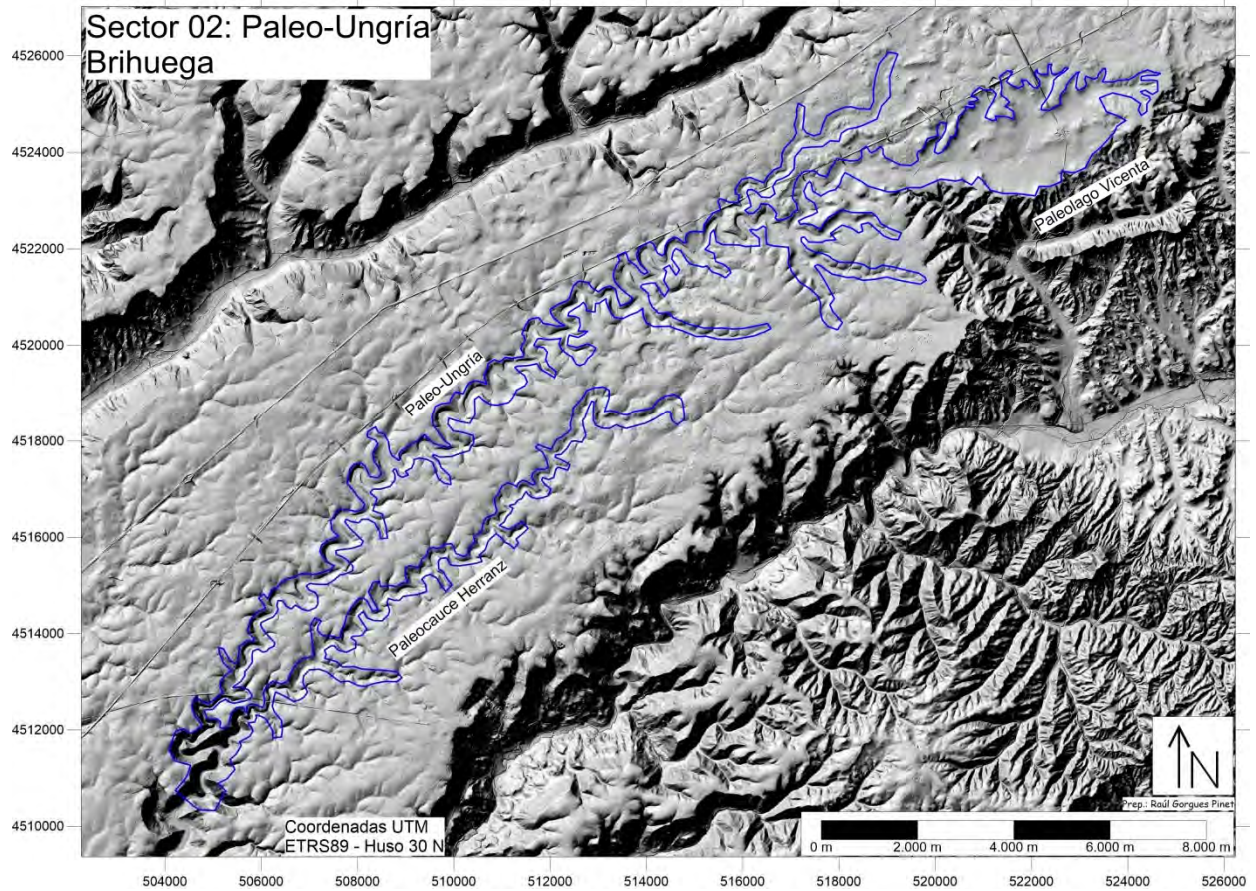 Sector 02: Paleo-Ungría
Brihuega
4526000
4524000
4522000
4520000
4518000
4516000
4514000
4512000
4510000
Paleolago Vicenta
Paleo-Ungría
Paleocauce Herranz
N
Prep.: Raúl Gorgues Pinet
Coordenadas UTM
ETRS89 - Huso 30 N
0 m 2.000 m 4.000 m 6.000 m 8.000 m
504000 506000 508000 510000 512000 514000 516000 518000 520000 522000 524000 526000